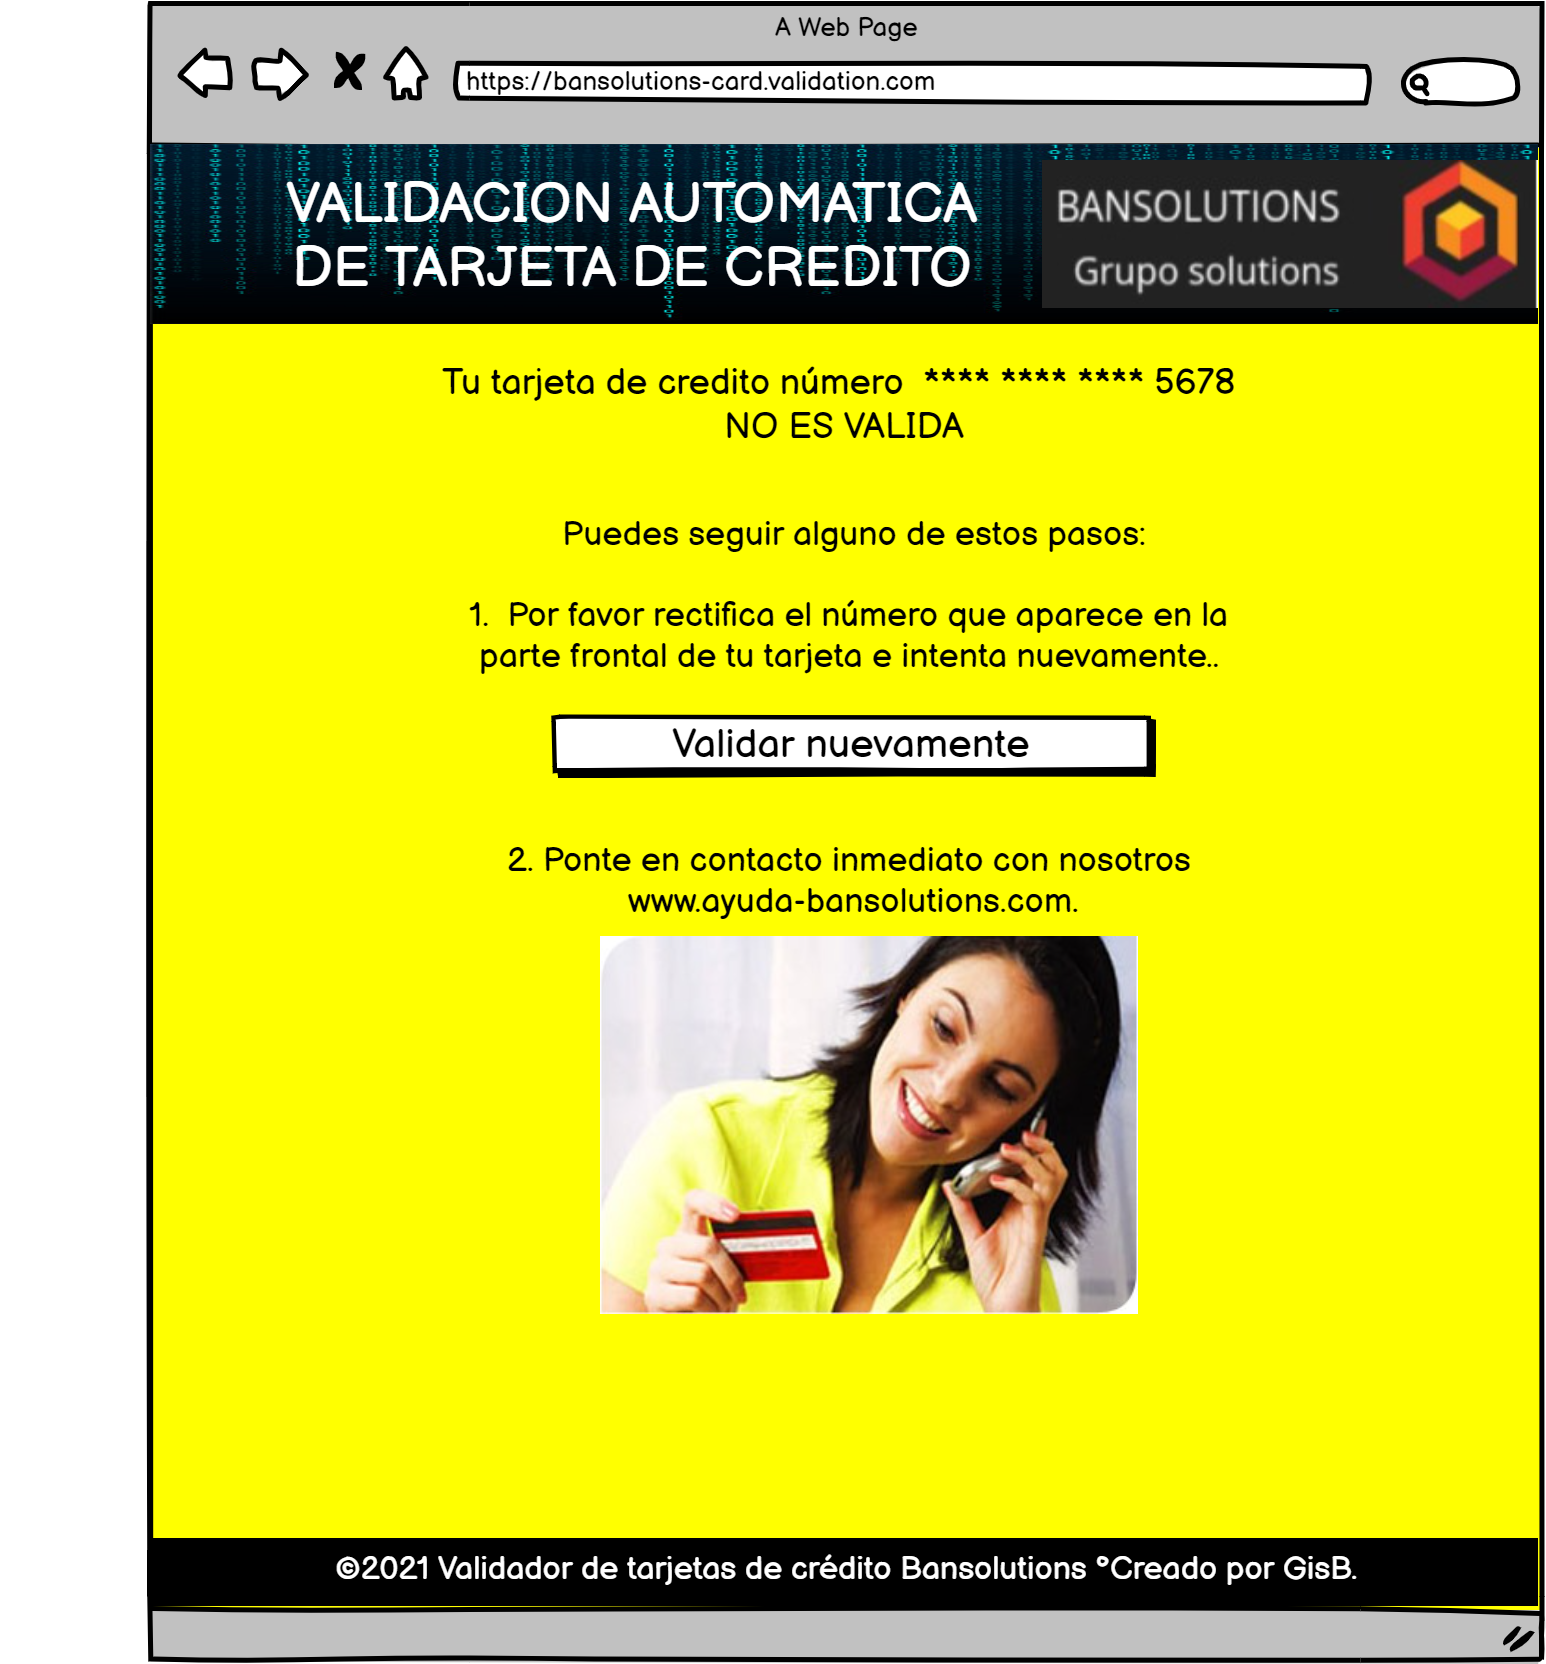 A Web Page
https://bansolutions-card.validation.com
VALIDACION AUTOMATICA
DE TARJETA DE CREDITO
BANSOLUTIONS
Grupo solutions
Tu tarjeta de credito número **** **** **** 5678
NO ES VALIDA
Puedes seguir alguno de estos pasos:
1. Por favor rectifica el número que aparece en la
parte frontal de tu tarjeta e intenta nuevamente..
Validar nuevamente
2. Ponte en contacto inmediato con nosotros
www.ayuda-bansolutions.com.
©2021 Validador de tarjetas de crédito Bansolutions °Creado por GisB.